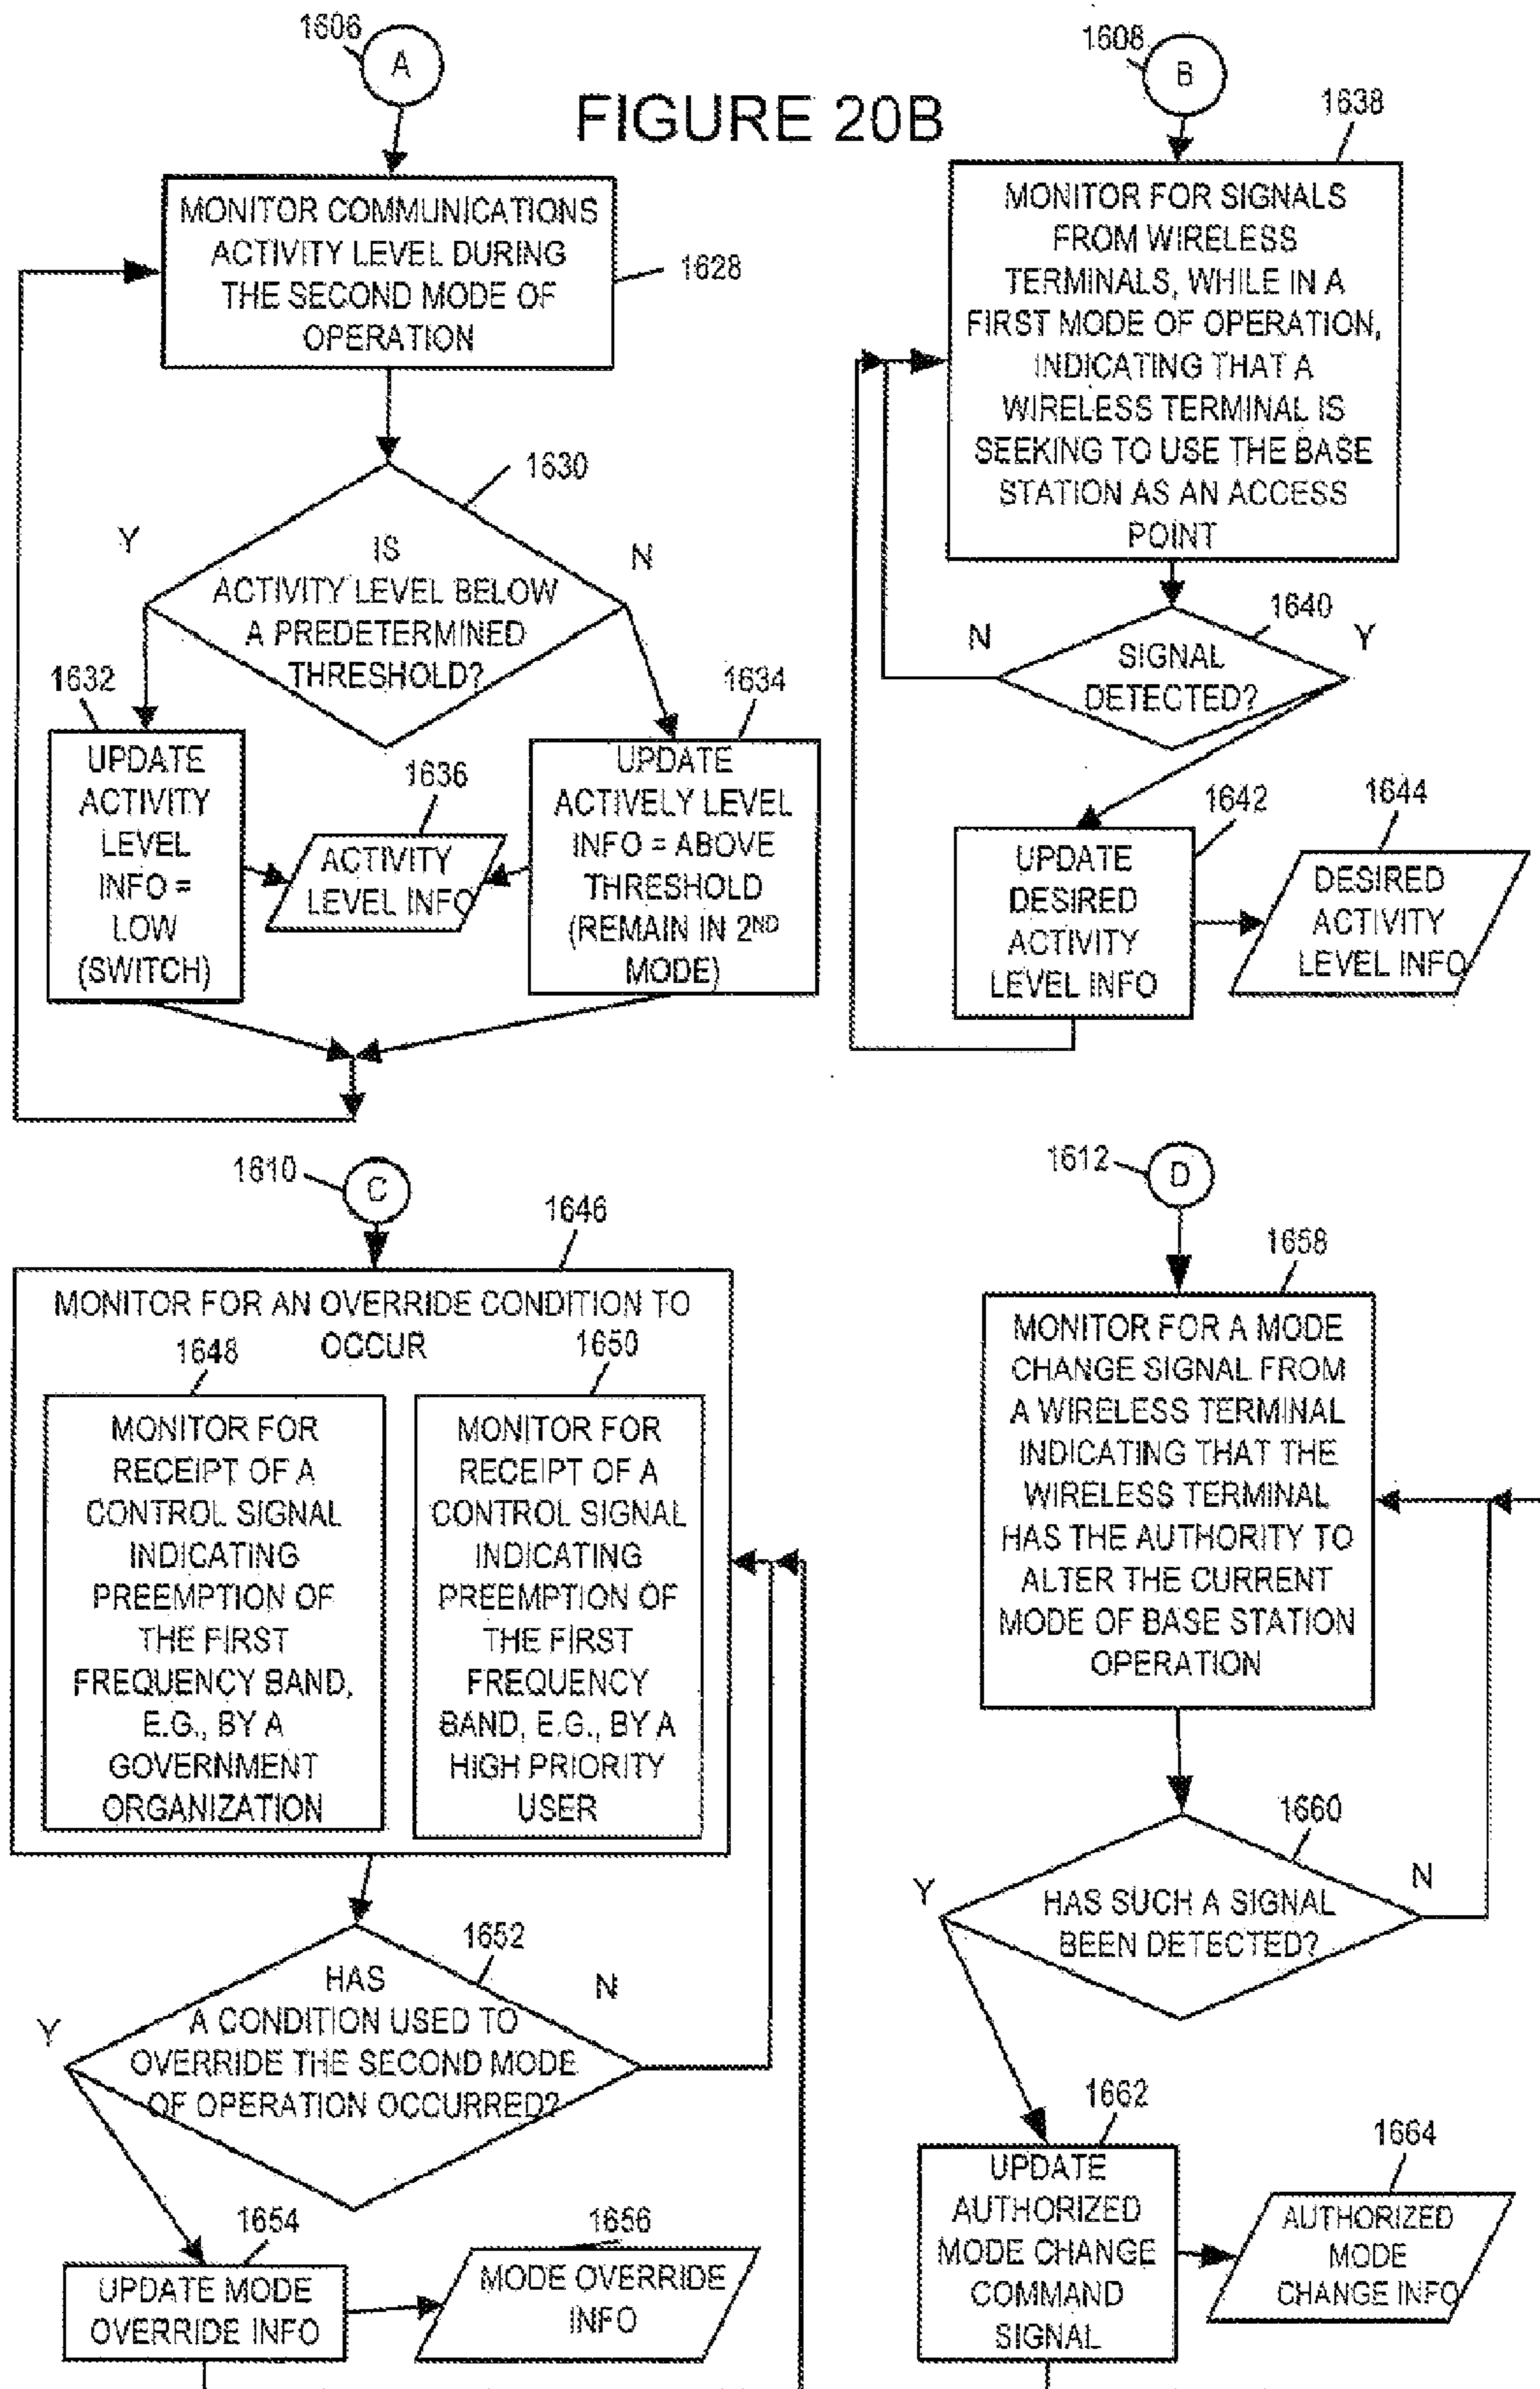 FIGURE 20B
1606
A
MONITOR COMMUNICATIONS
ACTIVITY LEVEL DURING
THE SECOND MODE OF
OPERATION
1628
1630
Y
N
IS
ACTIVITY LEVEL BELOW
A PREDETERMINED
THRESHOLD?
1632
1634
UPDATE
ACTIVITY
LEVEL
INFO =
LOW
(SWITCH)
1636
ACTIVITY
LEVEL INFO
UPDATE
ACTIVELY LEVEL
INFO = ABOVE
THRESHOLD
(REMAIN IN 2ND
MODE)
1608
B
1638
MONITOR FOR SIGNALS
FROM WIRELESS
TERMINALS, WHILE IN A
FIRST MODE OF OPERATION,
INDICATING THAT A
WIRELESS TERMINAL IS
SEEKING TO USE THE BASE
STATION AS AN ACCESS
POINT
1640
N
Y
SIGNAL
DETECTED?
1642
UPDATE
DESIRED
ACTIVITY
LEVEL INFO
1644
DESIRED
ACTIVITY
LEVEL INFO
1610
C
1646
MONITOR FOR AN OVERRIDE CONDITION TO
OCCUR
1648
1650
MONITOR FOR
RECEIPT OF A
CONTROL SIGNAL
INDICATING
PREEMPTION OF
THE FIRST
FREQUENCY BAND,
E.G., BY A
GOVERNMENT
ORGANIZATION
MONITOR FOR
RECEIPT OF A
CONTROL SIGNAL
INDICATING
PREEMPTION OF
THE FIRST
FREQUENCY
BAND, E.G., BY A
HIGH PRIORITY
USER
1652
Y
N
HAS
A CONDITION USED TO
OVERRIDE THE SECOND MODE
OF OPERATION OCCURRED?
1654
UPDATE MODE
OVERRIDE INFO
1656
MODE OVERRIDE
INFO
1612
D
1658
MONITOR FOR A MODE
CHANGE SIGNAL FROM
A WIRELESS TERMINAL
INDICATING THAT THE
WIRELESS TERMINAL
HAS THE AUTHORITY TO
ALTER THE CURRENT
MODE OF BASE STATION
OPERATION
1660
Y
N
HAS SUCH A SIGNAL
BEEN DETECTED?
1662
UPDATE
AUTHORIZED
MODE CHANGE
COMMAND
SIGNAL
1664
AUTHORIZED
MODE
CHANGE INFO